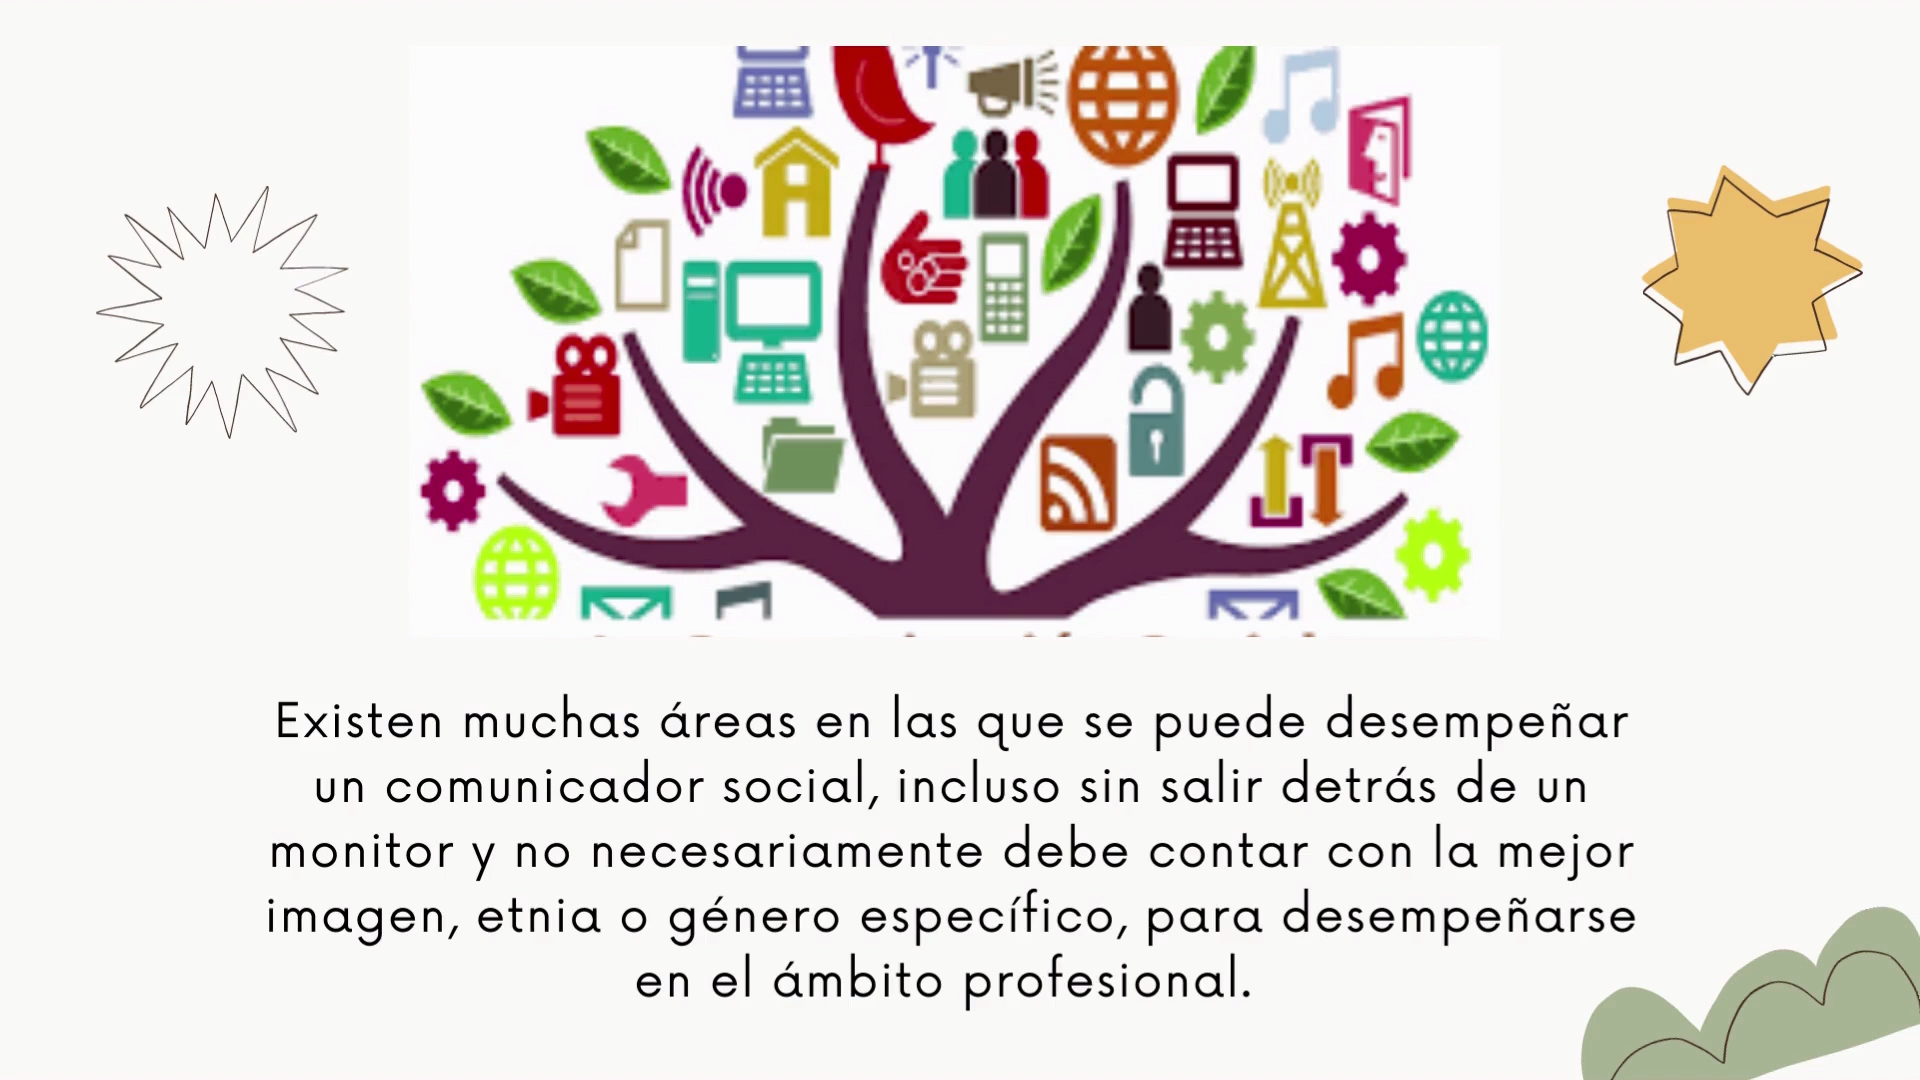 Existen muchas áreas en las que se puede desempeñar
un comunicador social, incluso sin salir detrás de un
monitor y no necesariamente debe contar con la mejor
imagen, etnia o género específico, para desempeñarse
en el ámbito profesional.